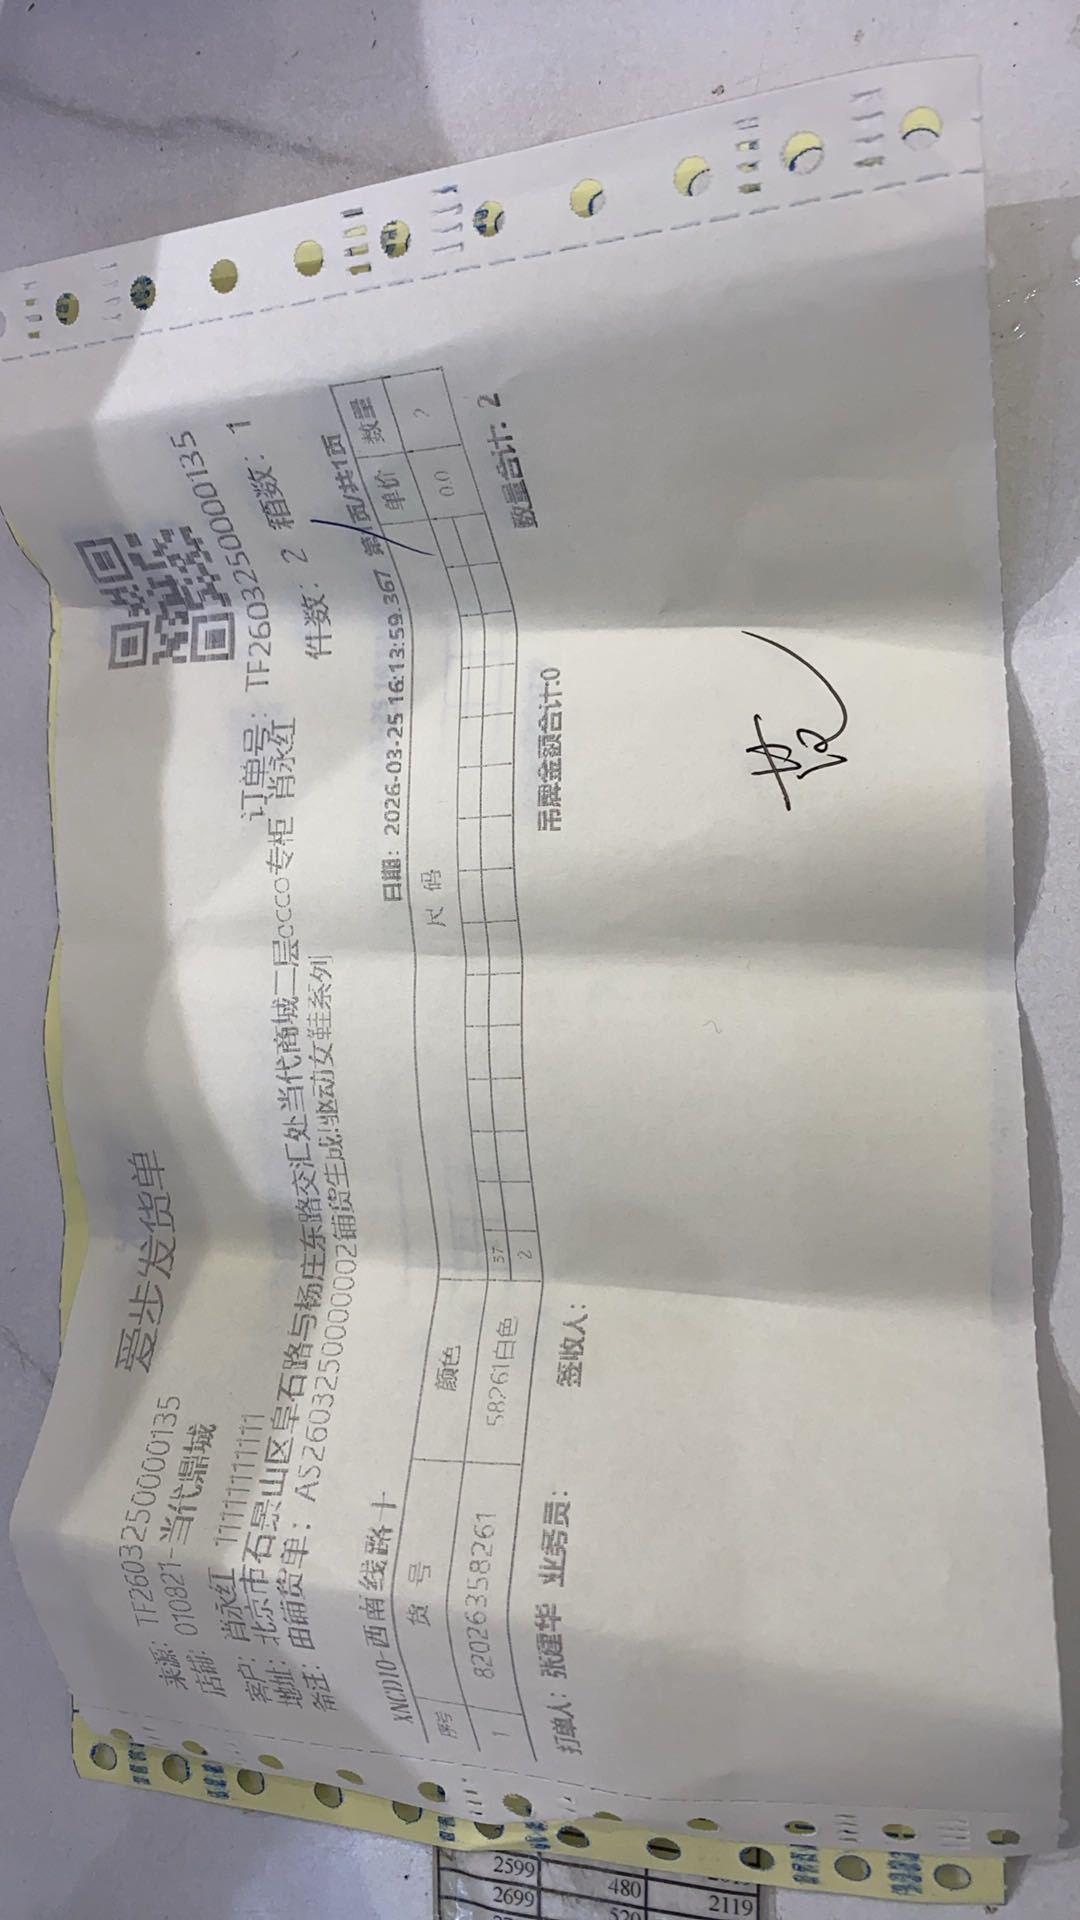 爱步发货单
来源: TF260325000000135
店铺: 010821-当代鼎城
订单号: TF260325000000135
客户: 肖永红 11111111111
件数: 2 箱数: 1
地址: 北京市石景山区阜石路与杨庄东路交汇处当代商城二层ecco专柜 肖永红
备注: 由铺货单: AS260325000000002铺货生成!驱动女鞋系列
XNCD10-西南线路十 日期: 2026-03-25 16:13:59.367 第1页/共1页
序号 货 号 颜色 尺 码 单价 数量
37
1 82026358261 58261白色 2 0.0 2
数量合计: 2
吊牌金额合计:0
打单人: 张建华 业务员: 签收人:
2599
2699 480 2119
520